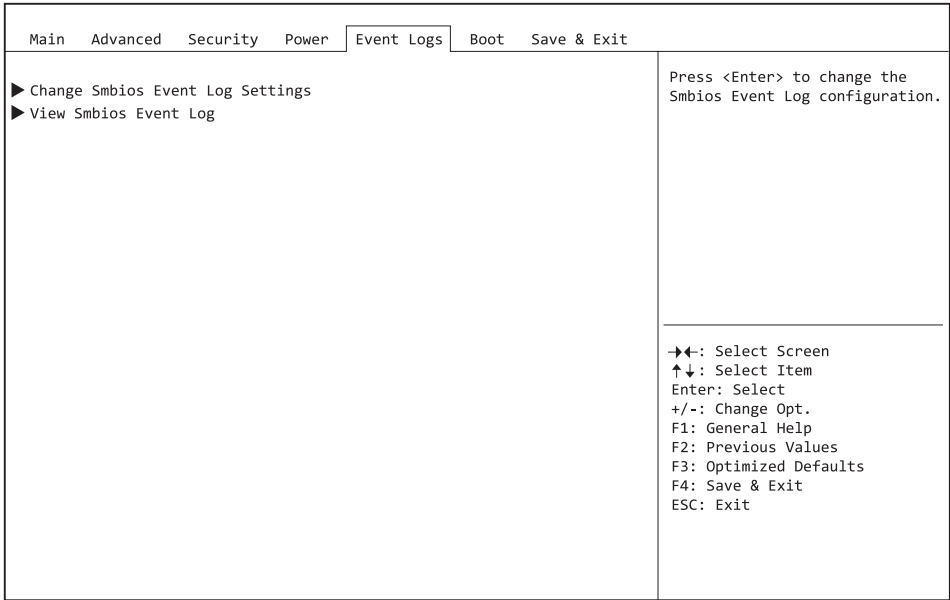 Main Advanced Security Power Event Logs Boot Save & Exit
▶ Change Smbios Event Log Settings
▶ View Smbios Event Log
Press <Enter> to change the
Smbios Event Log configuration.
→←: Select Screen
↑↓: Select Item
Enter: Select
+/-: Change Opt.
F1: General Help
F2: Previous Values
F3: Optimized Defaults
F4: Save & Exit
ESC: Exit